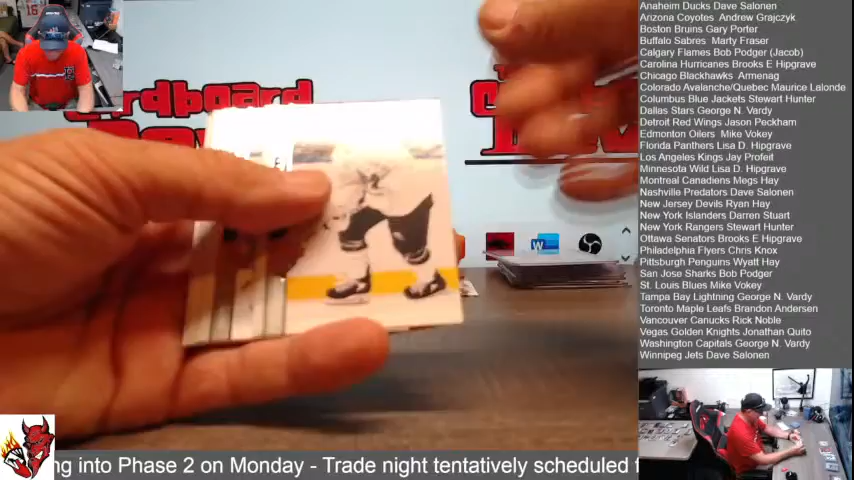 Anaheim Ducks Dave Salonen
Arizona Coyotes Andrew Grajczyk
Boston Bruins Gary Porter
Buffalo Sabres Marty Fraser
Calgary Flames Bob Podger (Jacob)
Carolina Hurricanes Brooks E Hipgrave
Chicago Blackhawks Armenag
Colorado Avalanche/Quebec Maurice Lalonde
Columbus Blue Jackets Stewart Hunter
Dallas Stars George N. Vardy
Detroit Red Wings Jason Peckham
Edmonton Oilers Mike Vokey
Florida Panthers Lisa D. Hipgrave
Los Angeles Kings Jay Profeit
Minnesota Wild Lisa D. Hipgrave
Montreal Canadiens Megs Hay
Nashville Predators Dave Salonen
New Jersey Devils Ryan Hay
New York Islanders Darren Stuart
New York Rangers Stewart Hunter
Ottawa Senators Brooks E Hipgrave
Philadelphia Flyers Chris Knox
Pittsburgh Penguins Wyatt Hay
San Jose Sharks Bob Podger
St. Louis Blues Mike Vokey
Tampa Bay Lightning George N. Vardy
Toronto Maple Leafs Brandon Andersen
Vancouver Canucks Rick Noble
Vegas Golden Knights Jonathan Quito
Washington Capitals George N. Vardy
Winnipeg Jets Dave Salonen
ng into Phase 2 on Monday - Trade night tentatively scheduled f